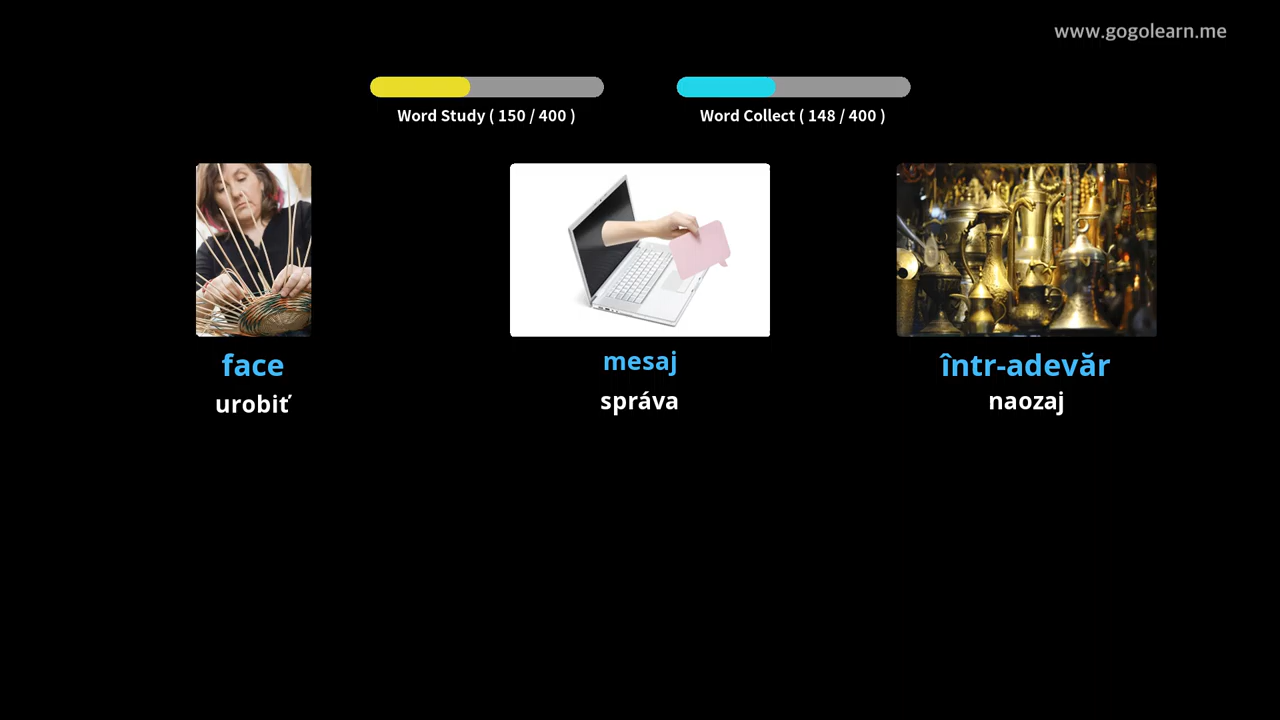 www.gogolearn.me
Word Study ( 150 / 400 )
Word Collect ( 148 / 400 )
face
urobiť
mesaj
správa
într-adevăr
naozaj